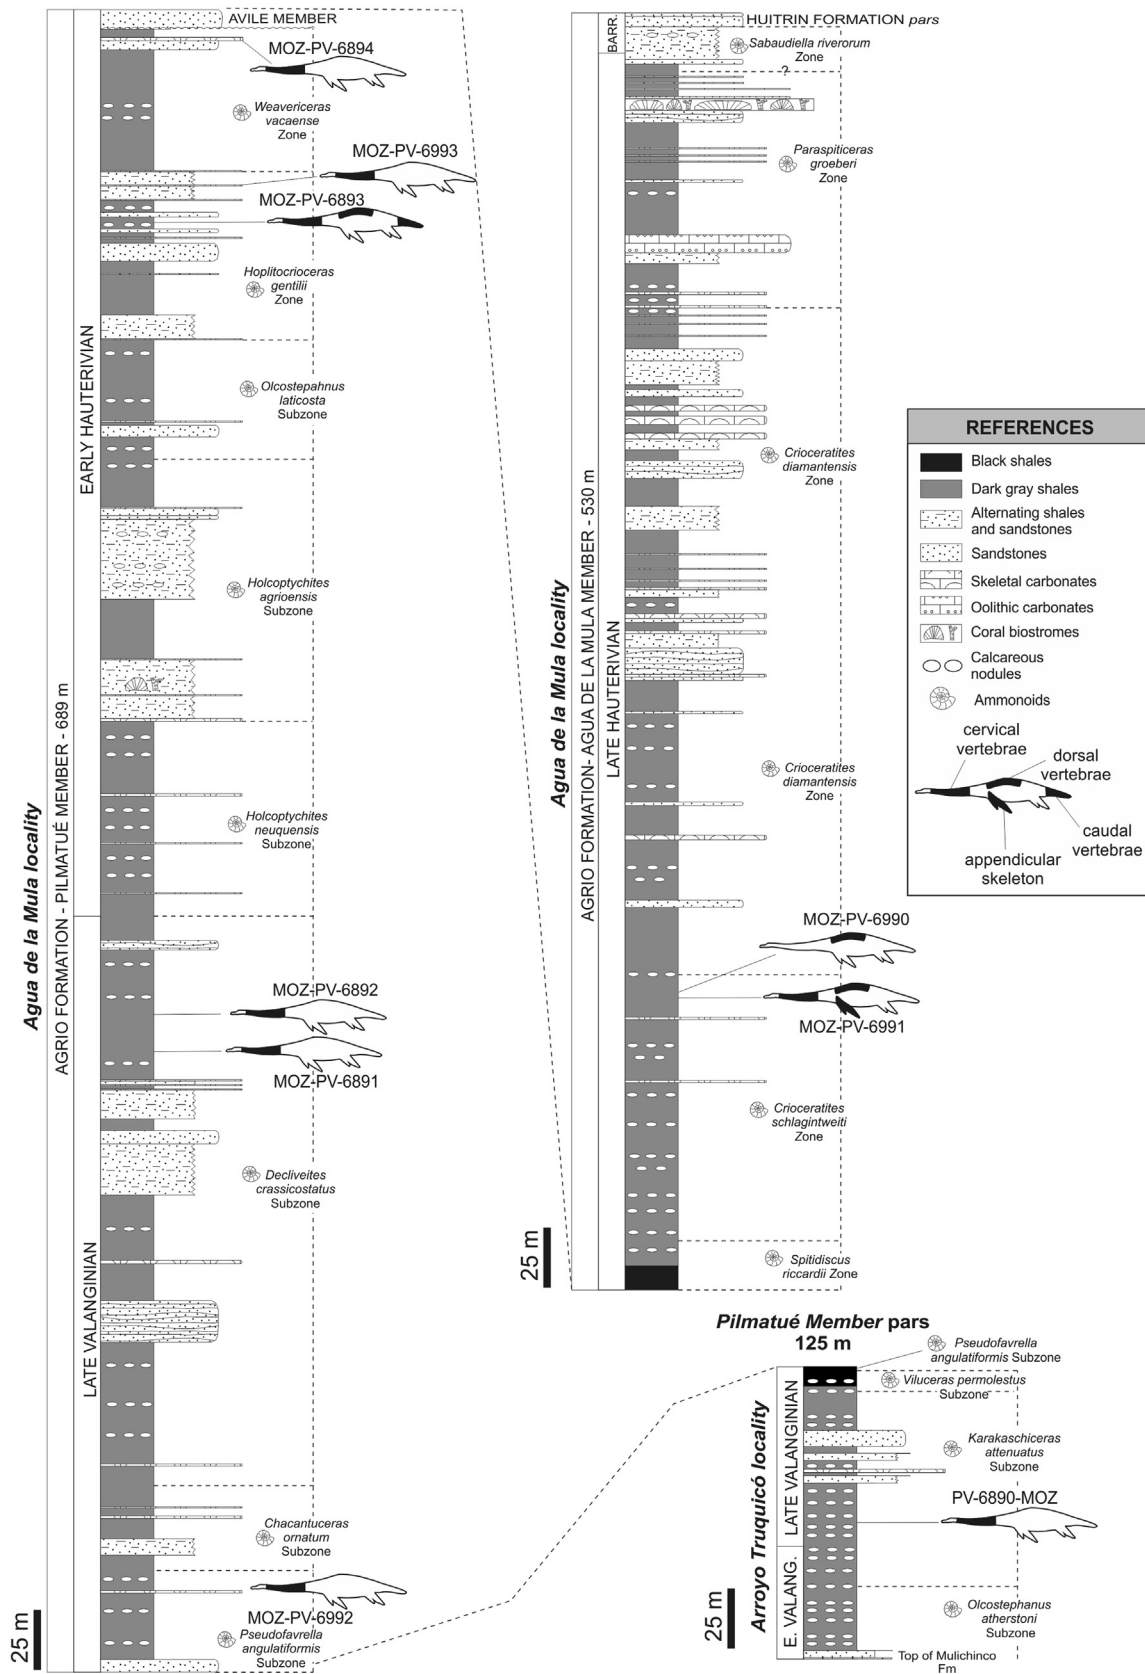 AVILE MEMBER
MOZ-PV-6894
Weavericeras
vacaense
Zone
MOZ-PV-6993
MOZ-PV-6893
Hoplitocrioceras
gentilii
Zone
Olcostepahnus
laticosta
Subzone
Holcoptychites
agrioensis
Subzone
Holcoptychites
neuquensis
Subzone
MOZ-PV-6892
MOZ-PV-6891
Decliveites
crassicostatus
Subzone
Chacantuceras
ornatum
Subzone
MOZ-PV-6992
Pseudofavrella
angulatiformis
Subzone
EARLY HAUTERIVIAN
LATE VALANGINIAN
AGRIO FORMATION - PILMATUÉ MEMBER - 689 m
Agua de la Mula locality
25 m
BARR.
HUITRIN FORMATION pars
Sabaudiella riverorum
Zone
?
Paraspiticeras
groeberi
Zone
Crioceratites
diamantensis
Zone
Crioceratites
diamantensis
Zone
MOZ-PV-6990
MOZ-PV-6991
Crioceratites
schlagintweiti
Zone
Spitidiscus
riccardii Zone
LATE HAUTERIVIAN
AGRIO FORMATION- AGUA DE LA MULA MEMBER - 530 m
Agua de la Mula locality
25 m
REFERENCES
Black shales
Dark gray shales
Alternating shales
and sandstones
Sandstones
Skeletal carbonates
Oolithic carbonates
Coral biostromes
Calcareous
nodules
Ammonoids
cervical
vertebrae
dorsal
vertebrae
caudal
vertebrae
appendicular
skeleton
Pilmatué Member pars
125 m
Pseudofavrella
angulatiformis Subzone
Viluceras permolestus
Subzone
Karakaschiceras
attenuatus
Subzone
PV-6890-MOZ
Olcostephanus
atherstoni
Subzone
Top of Mulichinco
Fm
LATE VALANGINIAN
E. VALANG.
Arroyo Truquicó locality
25 m